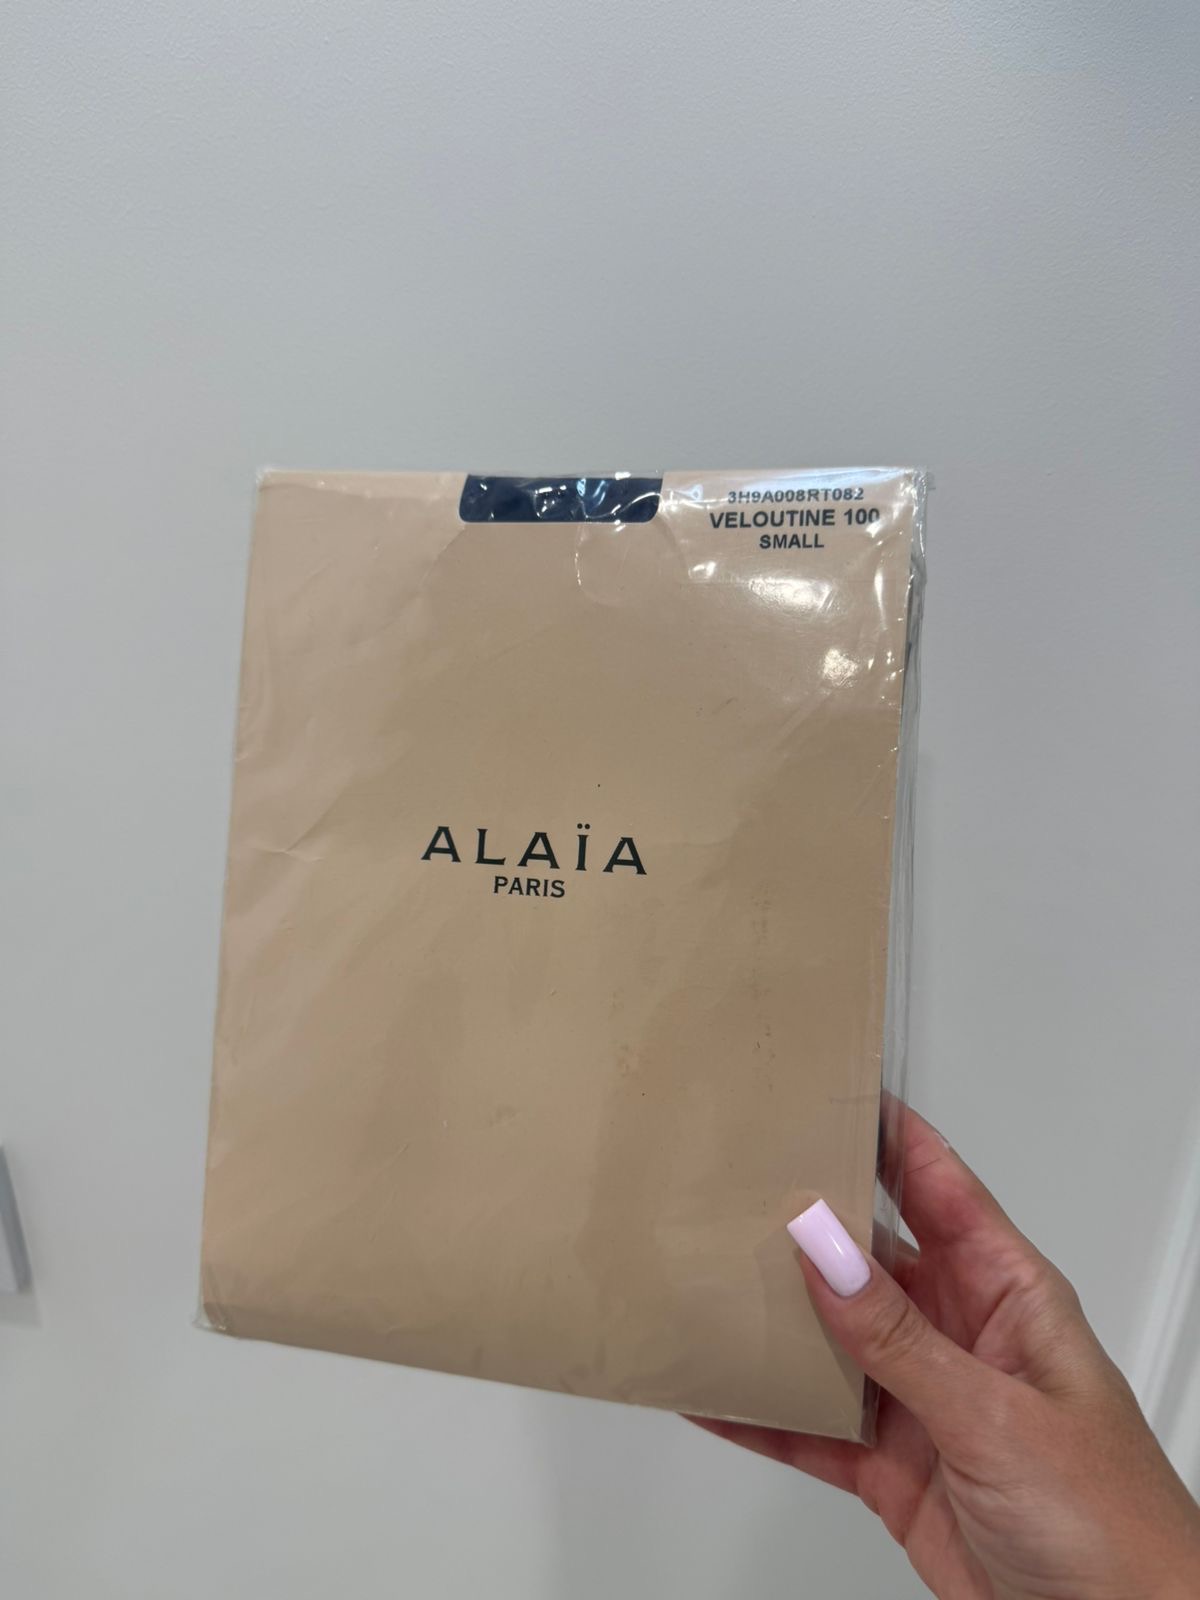 3H9A008RT082
VELOUTINE 100
SMALL
ALAÏA
PARIS